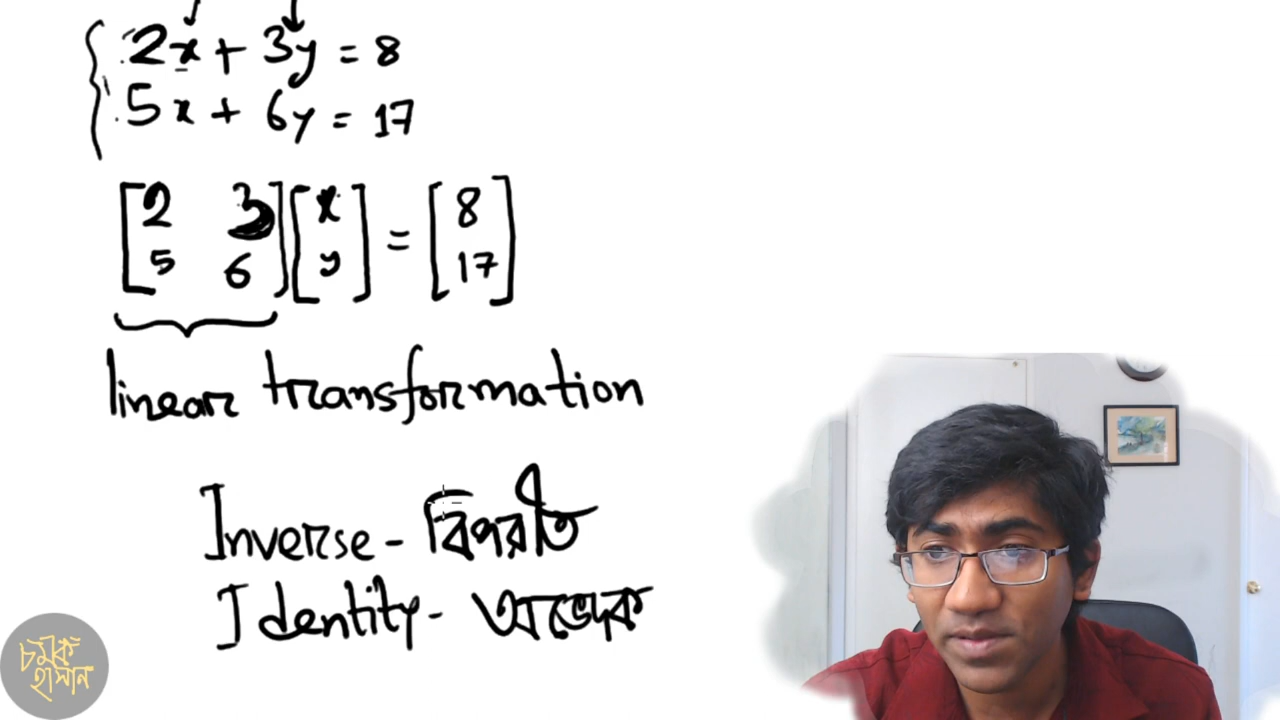 2x + 3y = 8
5x + 6y = 17
[2 3] [x] = [8]
[5 6] [y] = [17]
linear transformation
Inverse - বিপরীত
Identity - অভেদক
চমক
হাসান